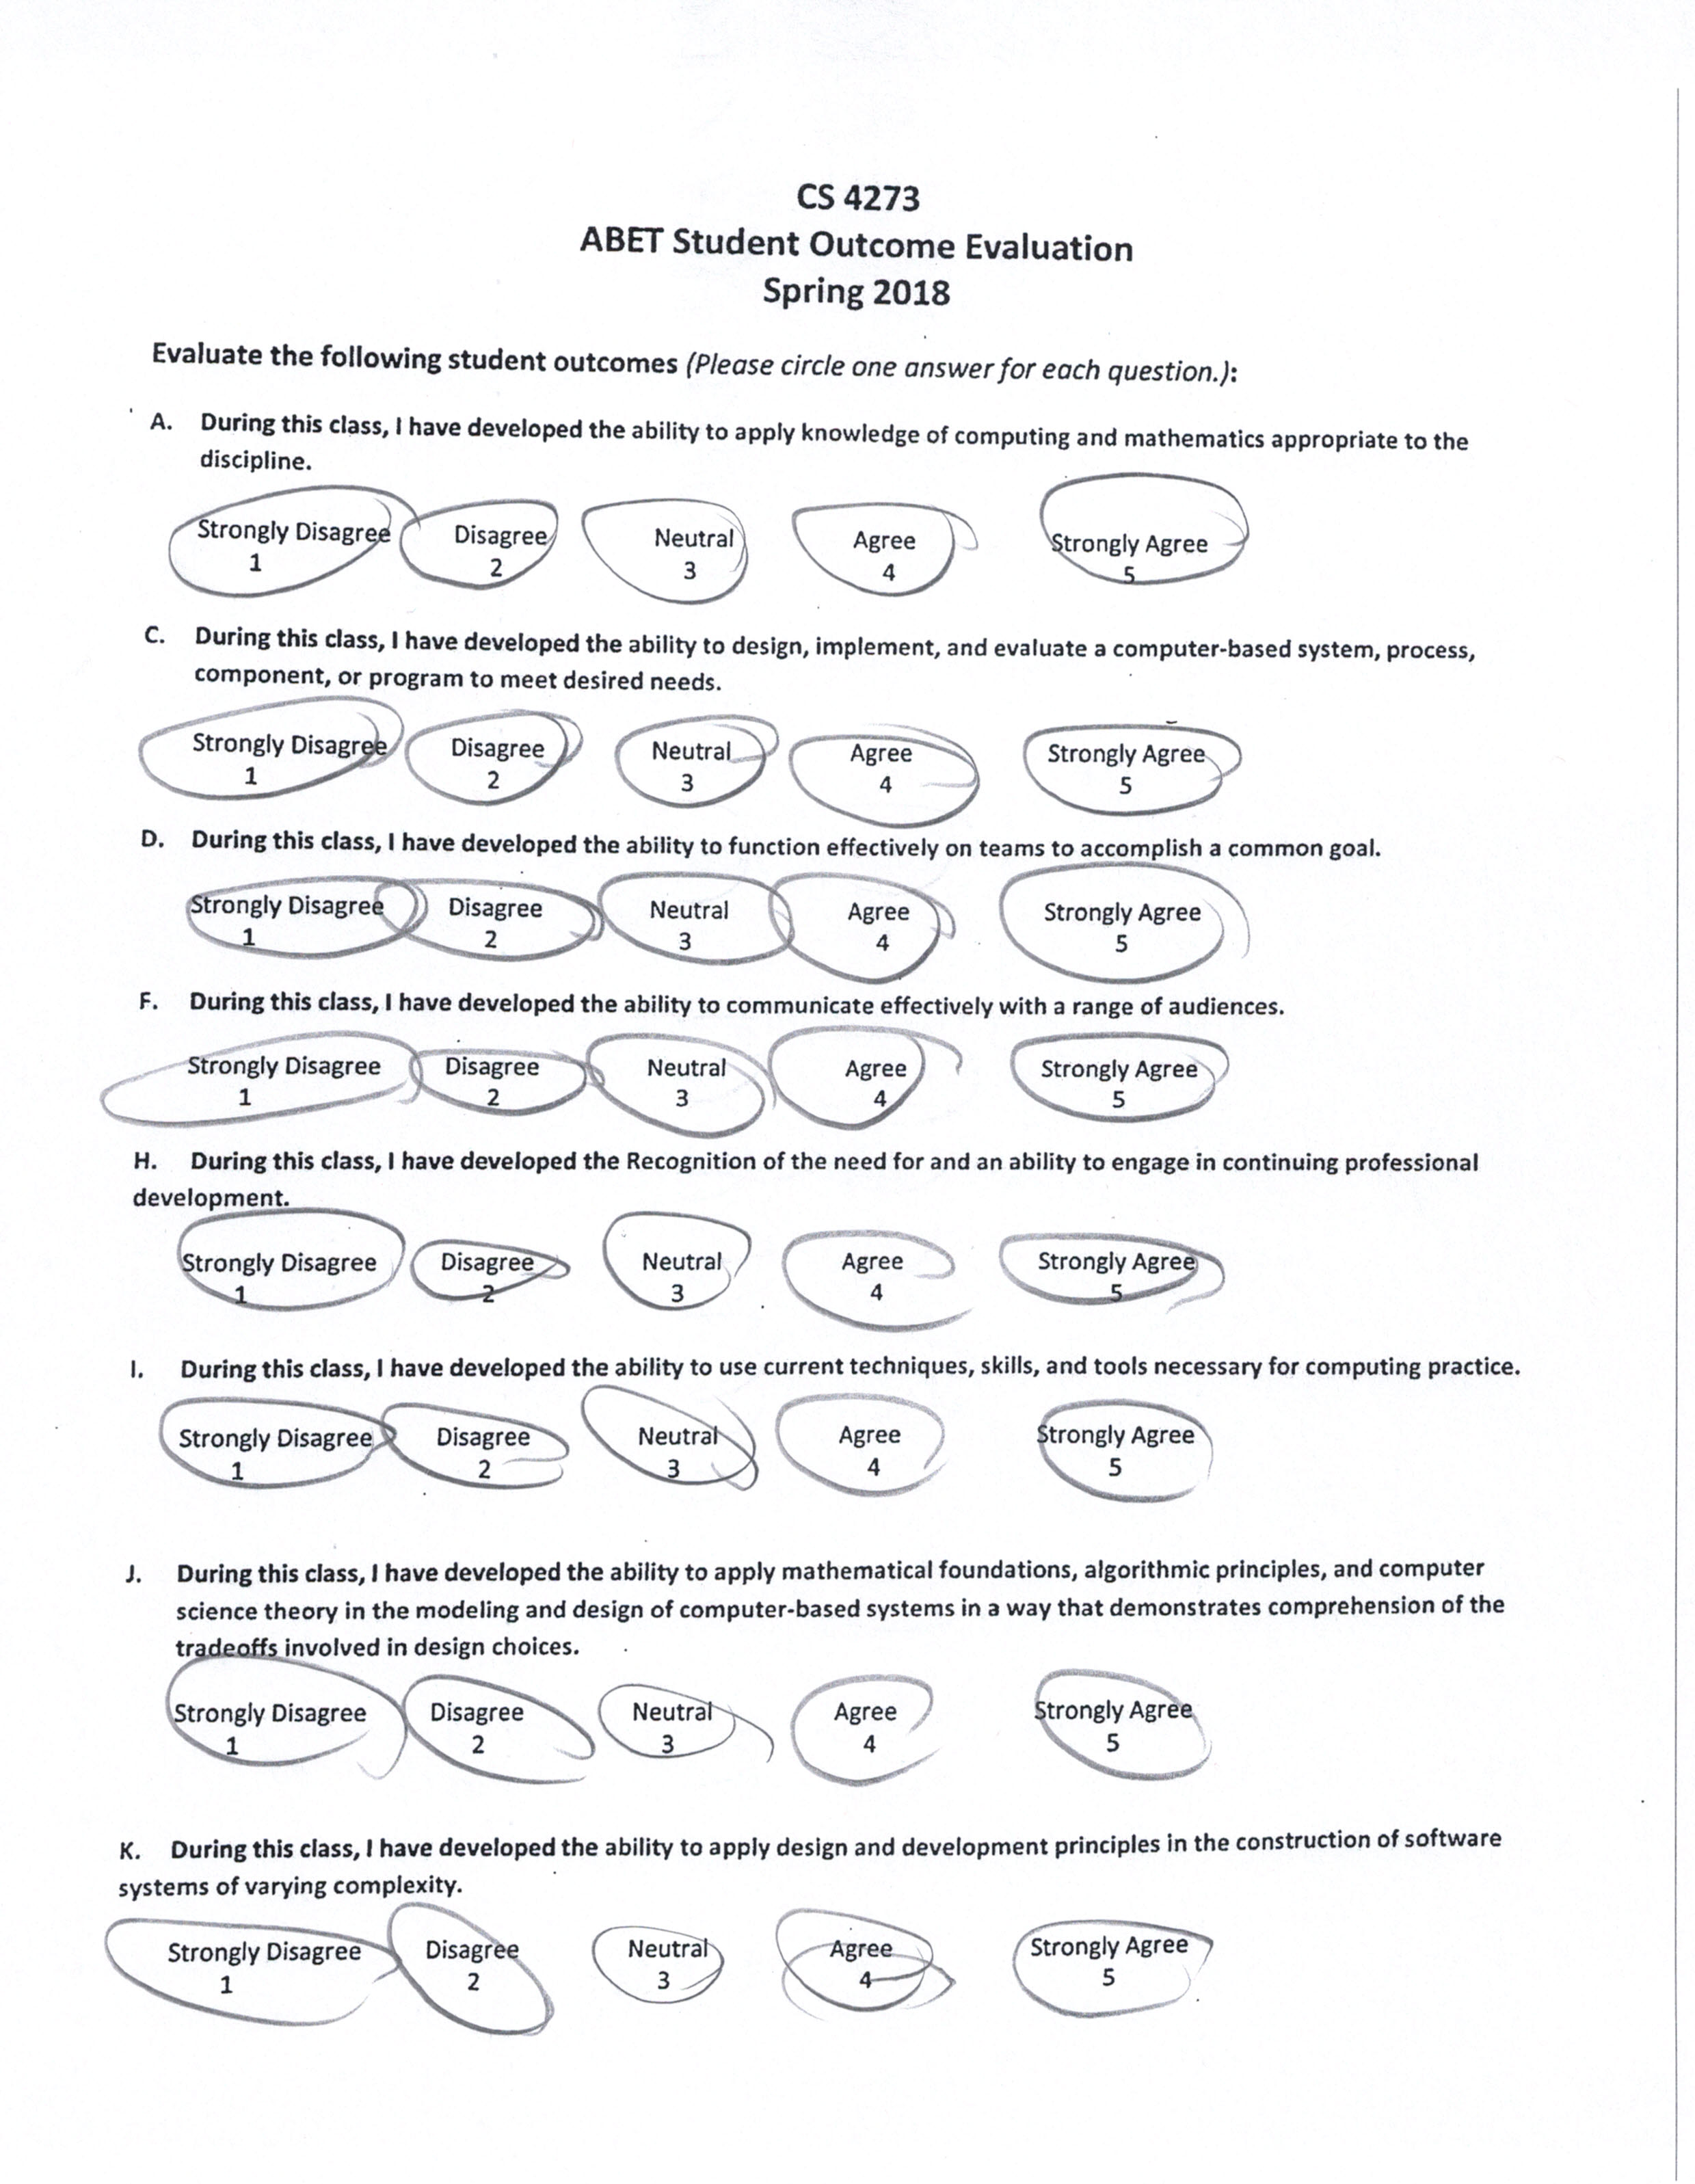 CS 4273
ABET Student Outcome Evaluation
Spring 2018
Evaluate the following student outcomes (Please circle one answer for each question.):
A. During this class, I have developed the ability to apply knowledge of computing and mathematics appropriate to the
discipline.
Strongly Disagree Disagree Neutral Agree Strongly Agree
1 2 3 4 5
C. During this class, I have developed the ability to design, implement, and evaluate a computer-based system, process,
component, or program to meet desired needs.
Strongly Disagree Disagree Neutral Agree Strongly Agree
1 2 3 4 5
D. During this class, I have developed the ability to function effectively on teams to accomplish a common goal.
Strongly Disagree Disagree Neutral Agree Strongly Agree
1 2 3 4 5
F. During this class, I have developed the ability to communicate effectively with a range of audiences.
Strongly Disagree Disagree Neutral Agree Strongly Agree
1 2 3 4 5
H. During this class, I have developed the Recognition of the need for and an ability to engage in continuing professional
development.
Strongly Disagree Disagree Neutral Agree Strongly Agree
1 2 3 4 5
I. During this class, I have developed the ability to use current techniques, skills, and tools necessary for computing practice.
Strongly Disagree Disagree Neutral Agree Strongly Agree
1 2 3 4 5
J. During this class, I have developed the ability to apply mathematical foundations, algorithmic principles, and computer
science theory in the modeling and design of computer-based systems in a way that demonstrates comprehension of the
tradeoffs involved in design choices.
Strongly Disagree Disagree Neutral Agree Strongly Agree
1 2 3 4 5
K. During this class, I have developed the ability to apply design and development principles in the construction of software
systems of varying complexity.
Strongly Disagree Disagree Neutral Agree Strongly Agree
1 2 3 4 5